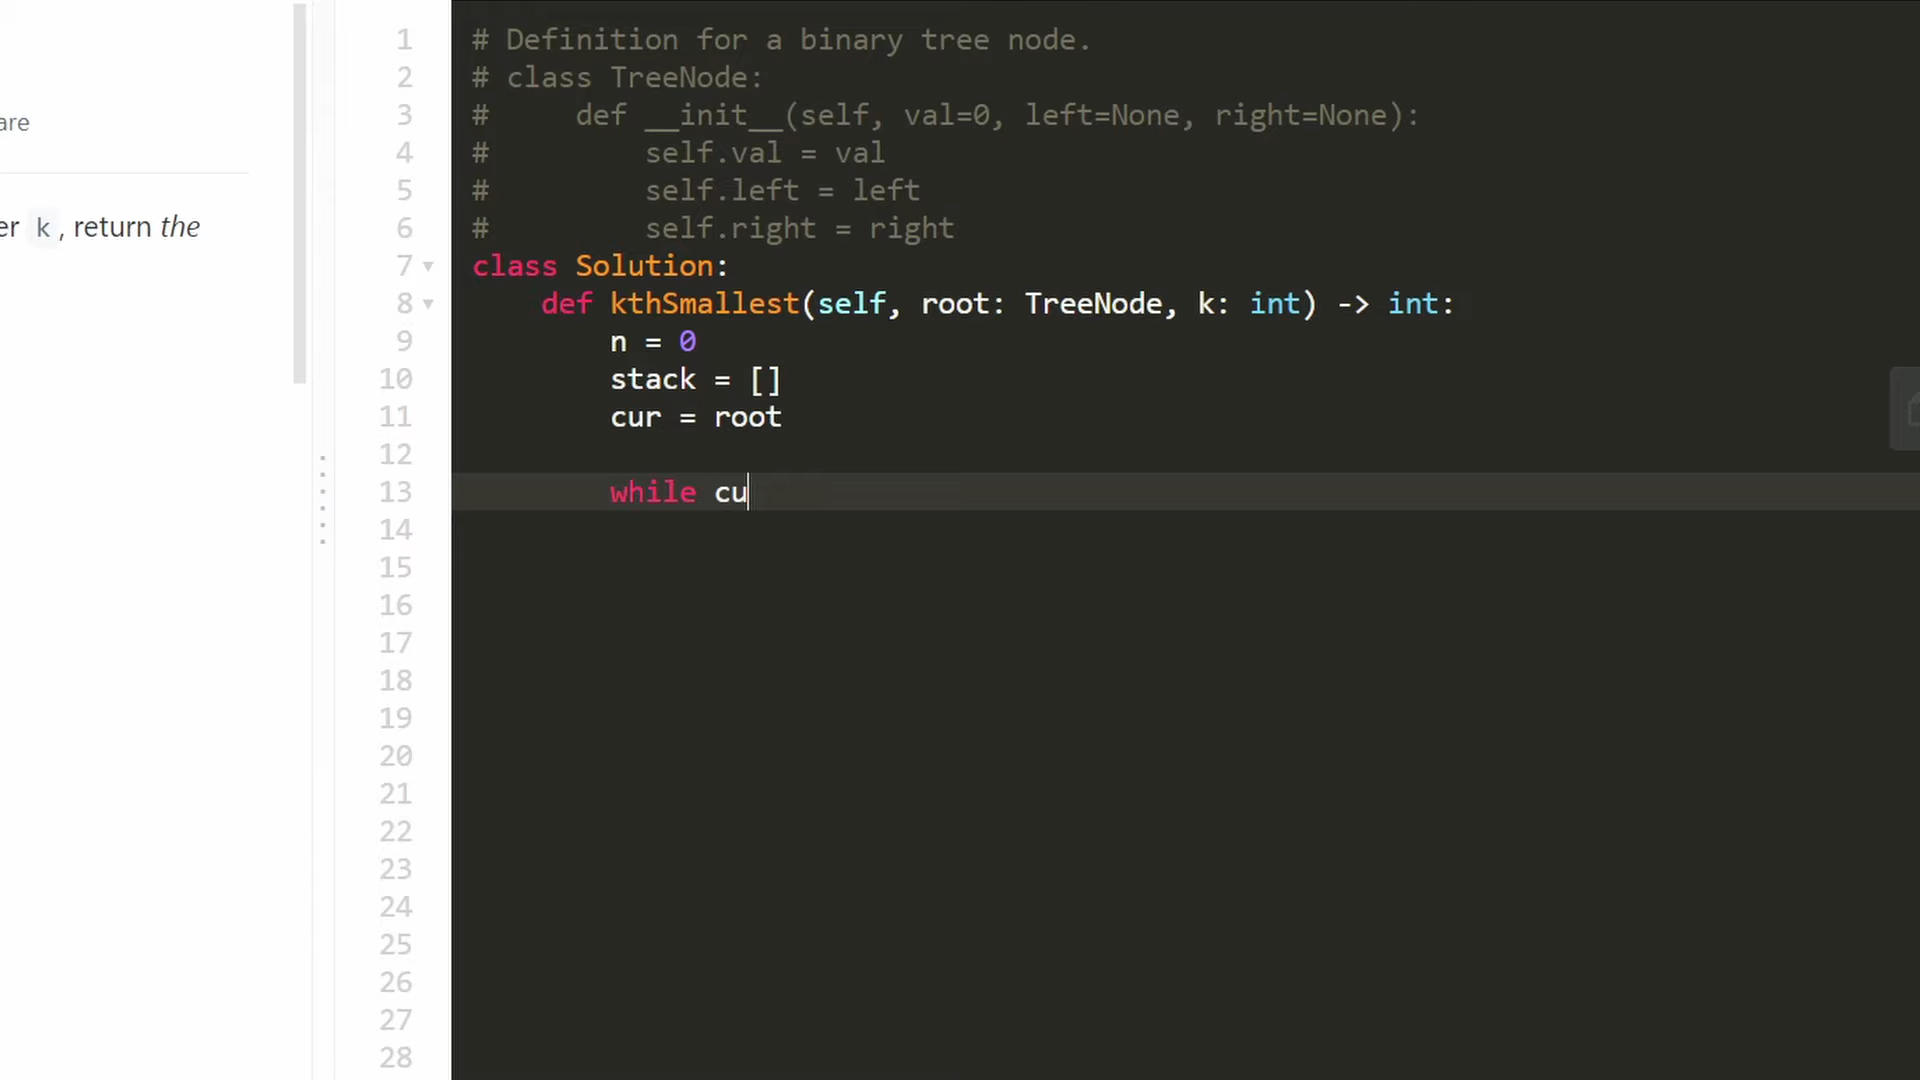 are
er k, return the
1 # Definition for a binary tree node.
2 # class TreeNode:
3 #     def __init__(self, val=0, left=None, right=None):
4 #         self.val = val
5 #         self.left = left
6 #         self.right = right
7 class Solution:
8     def kthSmallest(self, root: TreeNode, k: int) -> int:
9         n = 0
10         stack = []
11         cur = root
12
13         while cu
14
15
16
17
18
19
20
21
22
23
24
25
26
27
28